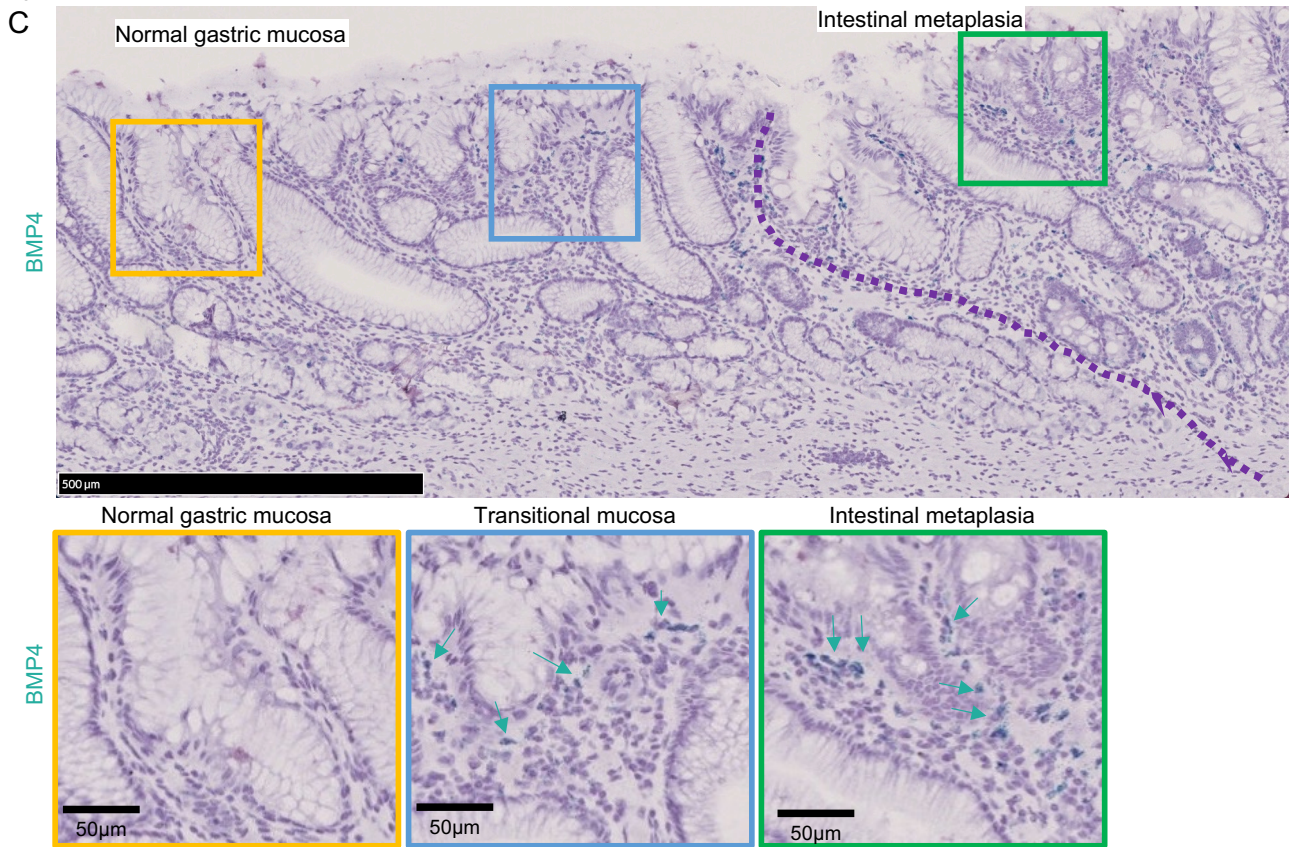 C
Normal gastric mucosa
Intestinal metaplasia
BMP4
500 µm
Normal gastric mucosa
Transitional mucosa
Intestinal metaplasia
BMP4
50µm
50µm
50µm